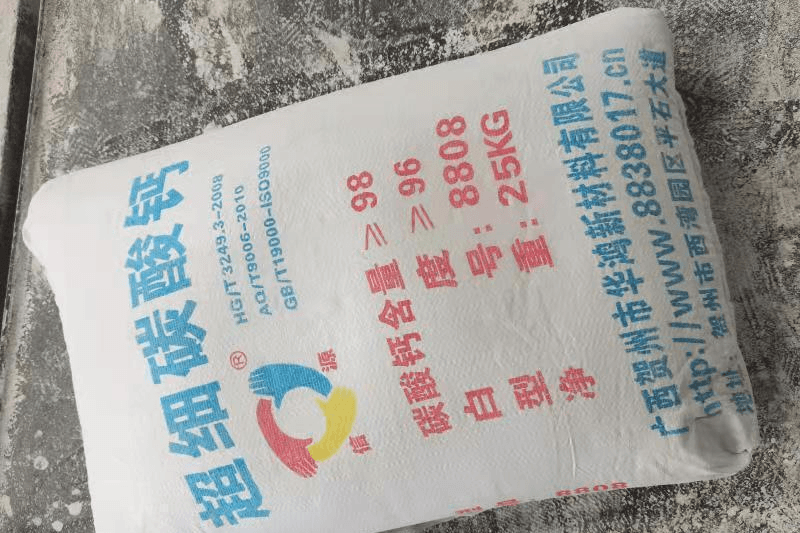 超细碳酸钙
HG/T3249.3-2008
AQ/T9006-2010
GB/T19000-ISO9000
®
信源
碳酸钙含量≥98
白度≥96
型号：8808
净重：25KG
广西贺州市华鸿新材料有限公司
http://www.8838017.cn
地址：贺州市西湾园区平石大道
8808